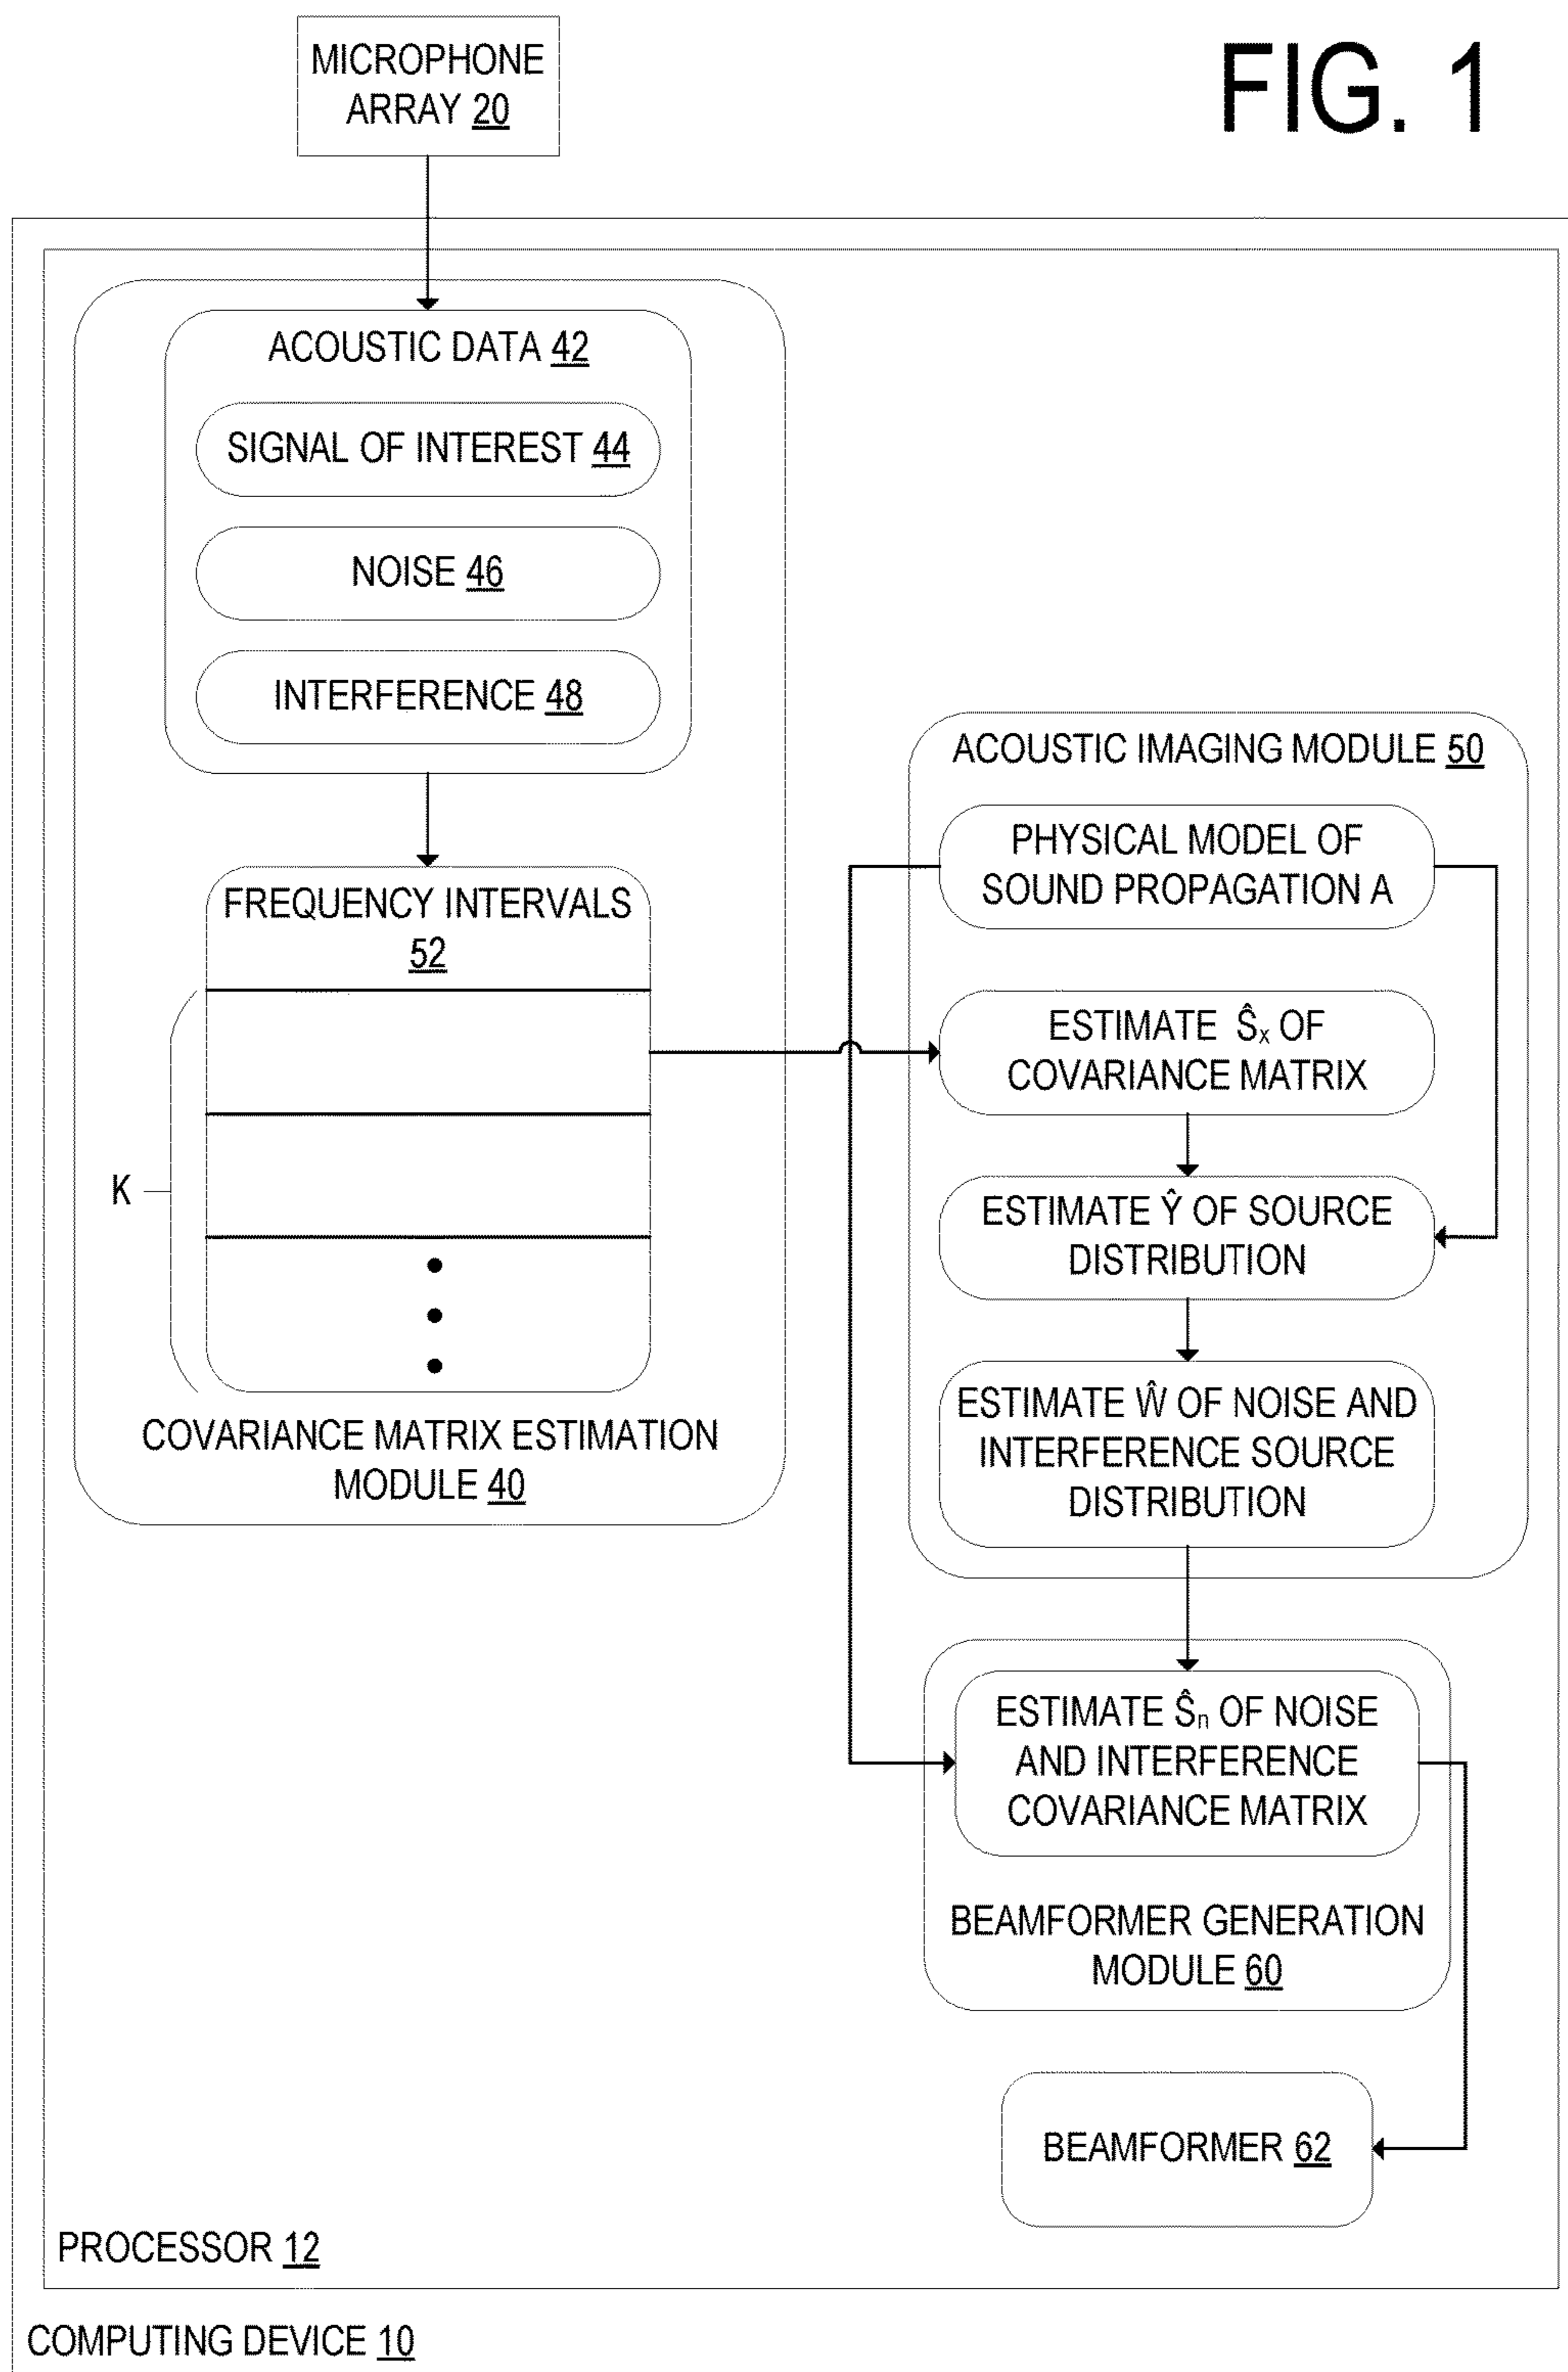 FIG. 1
MICROPHONE
ARRAY 20
ACOUSTIC DATA 42
SIGNAL OF INTEREST 44
NOISE 46
INTERFERENCE 48
FREQUENCY INTERVALS
52
K
COVARIANCE MATRIX ESTIMATION
MODULE 40
ACOUSTIC IMAGING MODULE 50
PHYSICAL MODEL OF
SOUND PROPAGATION A
ESTIMATE Ŝₓ OF
COVARIANCE MATRIX
ESTIMATE Ŷ OF SOURCE
DISTRIBUTION
ESTIMATE Ŵ OF NOISE AND
INTERFERENCE SOURCE
DISTRIBUTION
ESTIMATE Ŝₙ OF NOISE
AND INTERFERENCE
COVARIANCE MATRIX
BEAMFORMER GENERATION
MODULE 60
BEAMFORMER 62
PROCESSOR 12
COMPUTING DEVICE 10